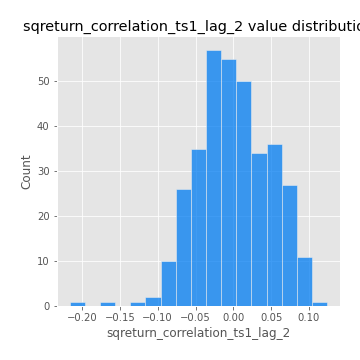 sqreturn_correlation_ts1_lag_2 value distributio
50
40
30
20
10
0
Count
−0.20 −0.15 −0.10 −0.05 0.00 0.05 0.10
sqreturn_correlation_ts1_lag_2